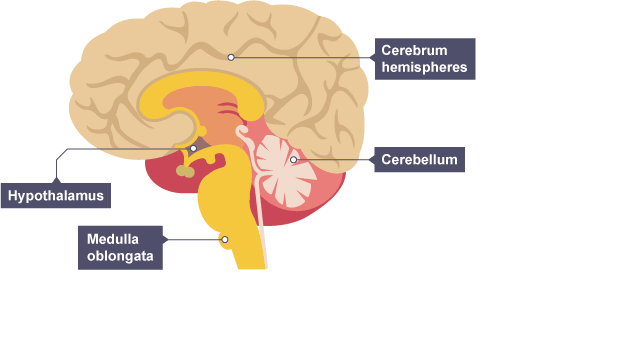 Cerebrum
hemispheres
Cerebellum
Hypothalamus
Medulla
oblongata